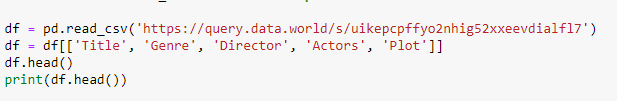 df = pd.read_csv('https://query.data.world/s/uikepcpffyo2nhig52xxeevdialfl7')
df = df[['Title', 'Genre', 'Director', 'Actors', 'Plot']]
df.head()
print(df.head())